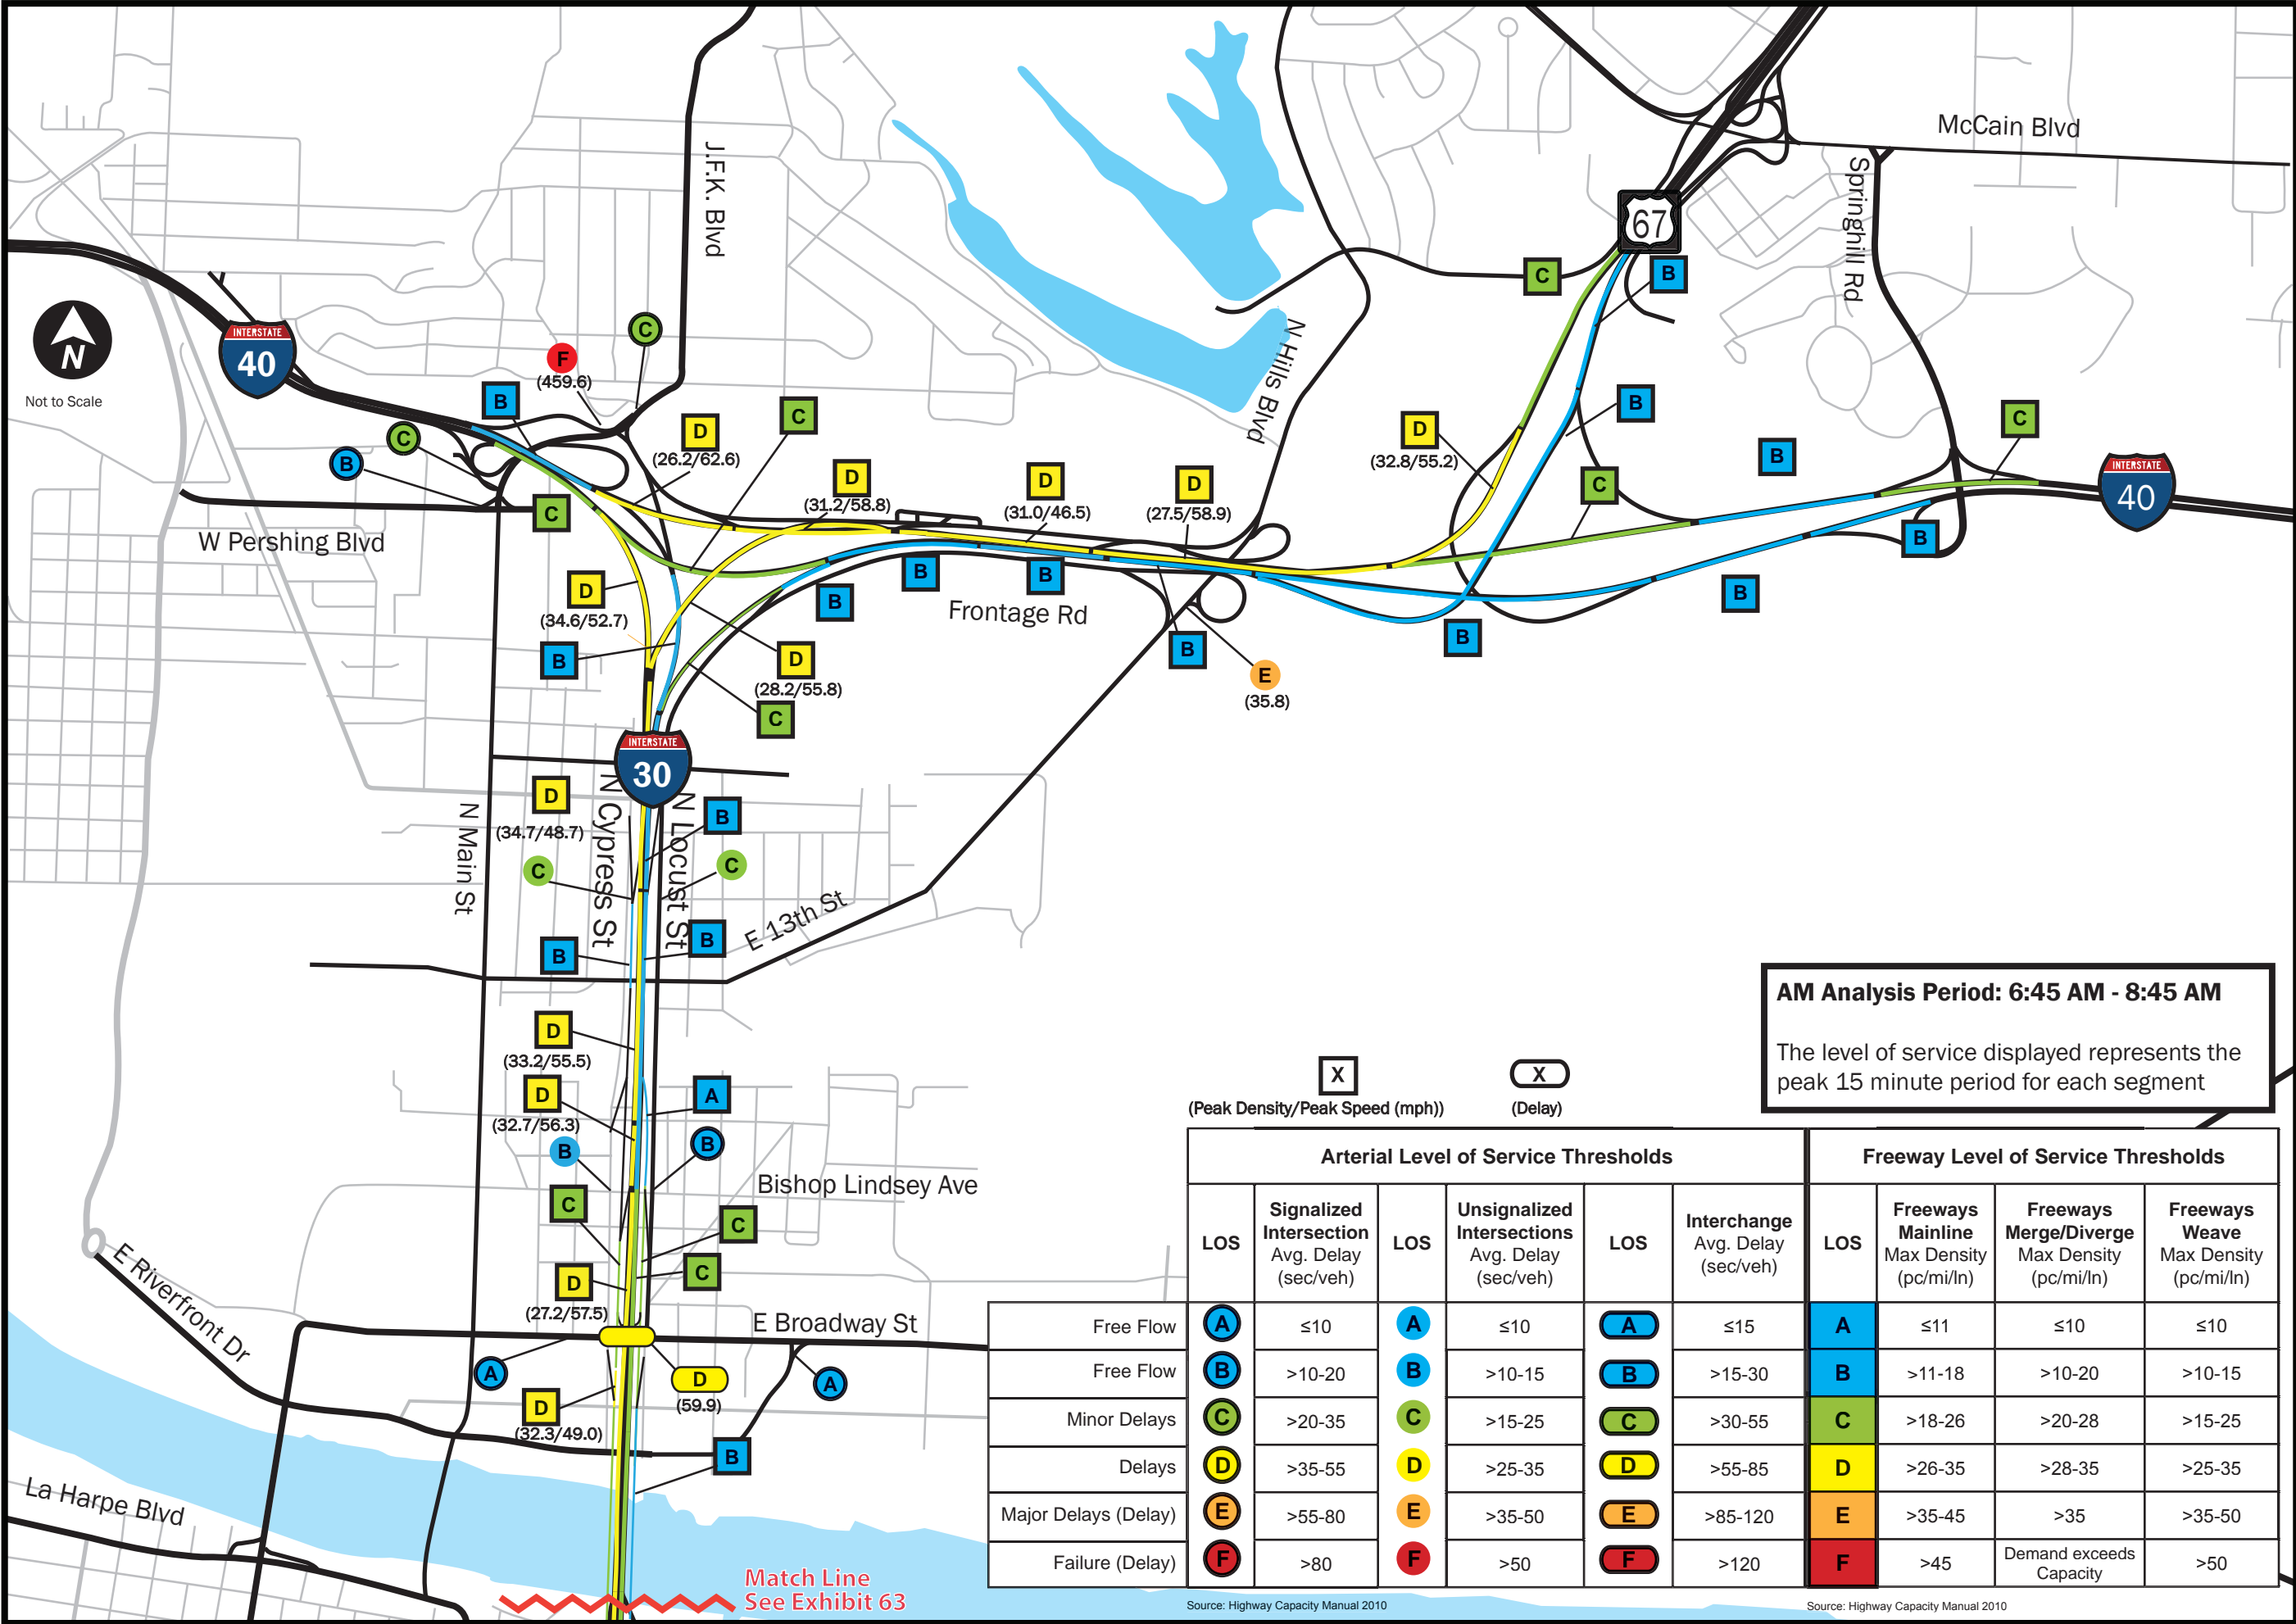 McCain Blvd
J.F.K. Blvd
Springhill Rd
67
C
B
N
Not to Scale
INTERSTATE
40
C
F
(459.6)
N Hills Blvd
B
C
B
C
D
(26.2/62.6)
C
D
(32.8/55.2)
B
C
B
C
INTERSTATE
40
W Pershing Blvd
D
(31.2/58.8)
D
(31.0/46.5)
D
(27.5/58.9)
B
D
(34.6/52.7)
B
B
B
Frontage Rd
B
B
B
D
(28.2/55.8)
B
E
(35.8)
C
INTERSTATE
30
D
(34.7/48.7)
N Main St
N Cypress St
N Locust St
B
C
C
E 13th St
B
B
D
(33.2/55.5)
D
(32.7/56.3)
A
B
B
Bishop Lindsey Ave
C
C
C
D
(27.2/57.5)
E Riverfront Dr
E Broadway St
A
D
(59.9)
A
D
(32.3/49.0)
B
La Harpe Blvd
Match Line
See Exhibit 63
AM Analysis Period: 6:45 AM - 8:45 AM
The level of service displayed represents the
peak 15 minute period for each segment
X
(Peak Density/Peak Speed (mph))
X
(Delay)
Arterial Level of Service Thresholds
Freeway Level of Service Thresholds
LOS
Signalized
Intersection
Avg. Delay
(sec/veh)
LOS
Unsignalized
Intersections
Avg. Delay
(sec/veh)
LOS
Interchange
Avg. Delay
(sec/veh)
LOS
Freeways
Mainline
Max Density
(pc/mi/ln)
Freeways
Merge/Diverge
Max Density
(pc/mi/ln)
Freeways
Weave
Max Density
(pc/mi/ln)
Free Flow A ≤10 A ≤10 A ≤15 A ≤11 ≤10 ≤10
Free Flow B >10-20 B >10-15 B >15-30 B >11-18 >10-20 >10-15
Minor Delays C >20-35 C >15-25 C >30-55 C >18-26 >20-28 >15-25
Delays D >35-55 D >25-35 D >55-85 D >26-35 >28-35 >25-35
Major Delays (Delay) E >55-80 E >35-50 E >85-120 E >35-45 >35 >35-50
Failure (Delay) F >80 F >50 F >120 F >45 Demand exceeds Capacity >50
Source: Highway Capacity Manual 2010
Source: Highway Capacity Manual 2010